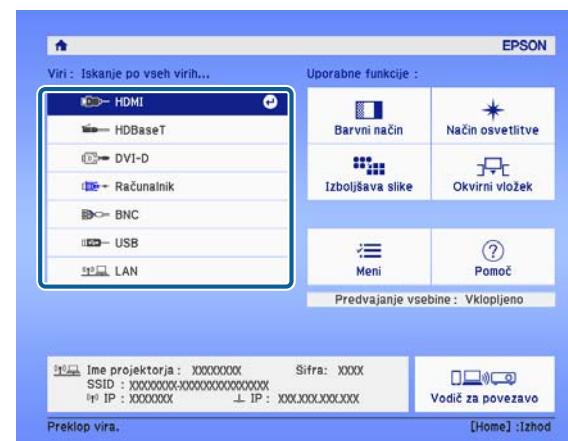 EPSON
Viri : Iskanje po vseh virih...
HDMI
HDBaseT
DVI-D
Računalnik
BNC
USB
LAN
Uporabne funkcije :
Barvni način
Način osvetlitve
Izboljšava slike
Okvirni vložek
Meni
Pomoč
Predvajanje vsebine : Vklopljeno
Ime projektorja : XXXXXXXX Sifra: XXXX
SSID : XXXXXXXX-XXXXXXXXXXXXXXX
IP : XXXXXXX IP : XXX.XXX.XXX.XXX
Vodič za povezavo
Preklop vira. [Home] :Izhod